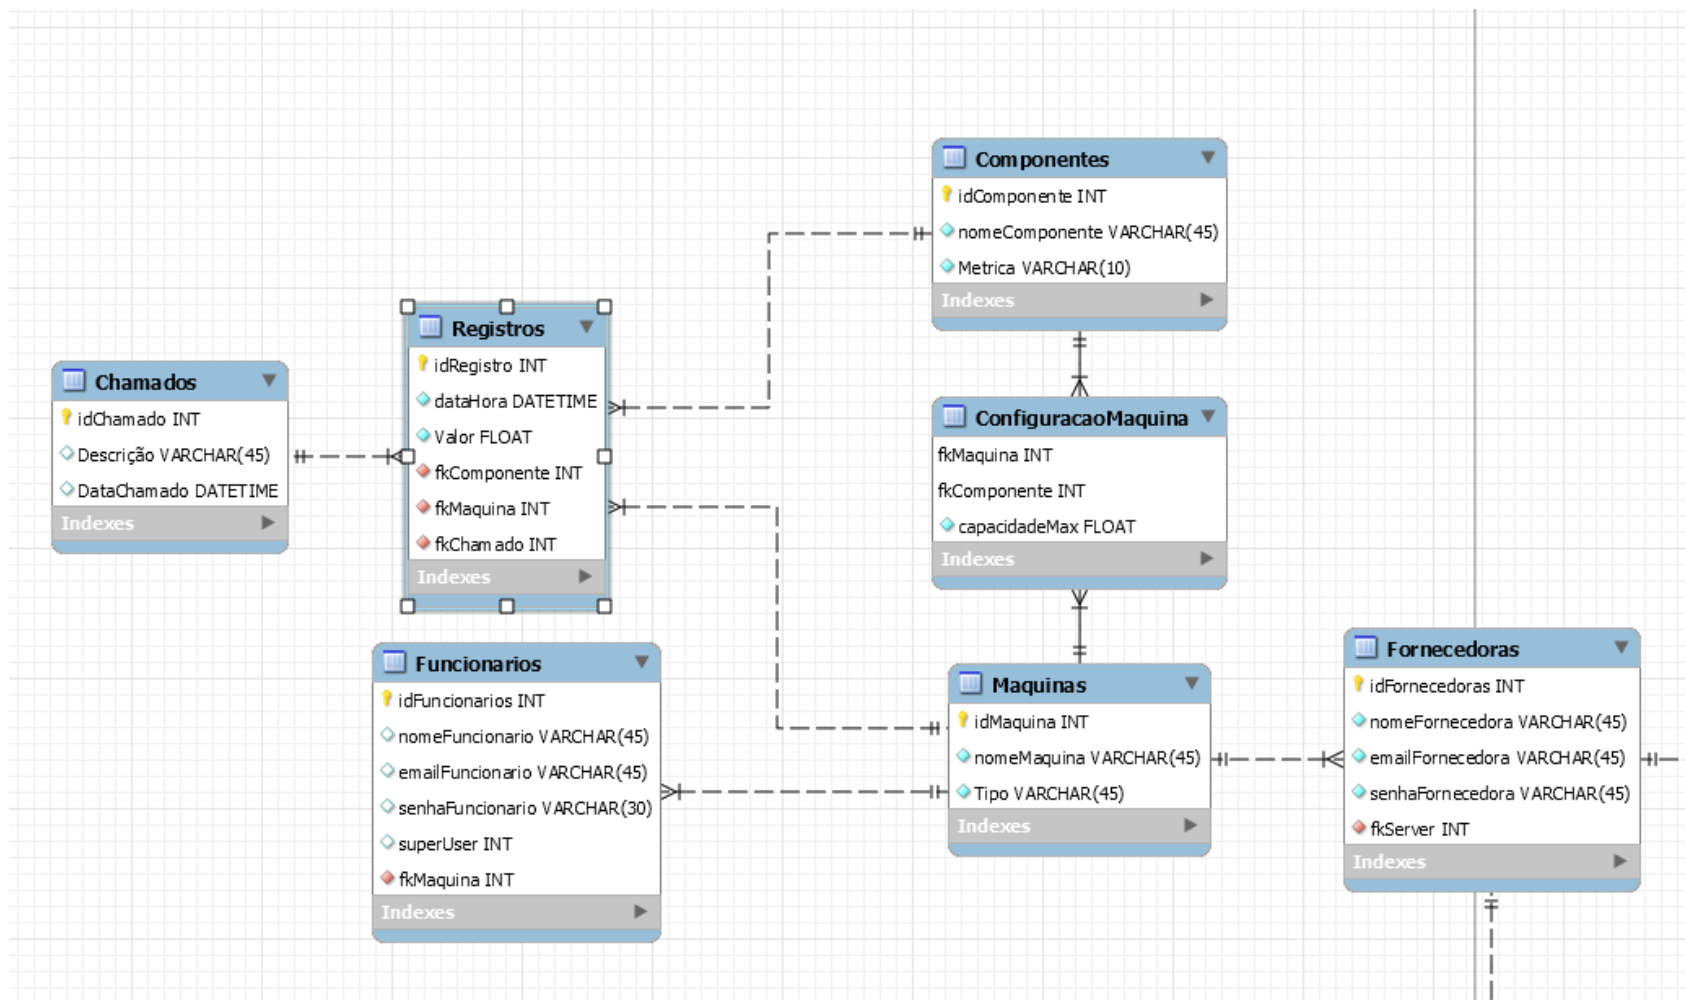 Componentes
idComponente INT
nomeComponente VARCHAR(45)
Metrica VARCHAR(10)
Indexes
Registros
idRegistro INT
dataHora DATETIME
Valor FLOAT
fkComponente INT
fkMaquina INT
fkChamado INT
Indexes
Chamados
idChamado INT
Descrição VARCHAR(45)
DataChamado DATETIME
Indexes
ConfiguracaoMaquina
fkMaquina INT
fkComponente INT
capacidadeMax FLOAT
Indexes
Funcionarios
idFuncionarios INT
nomeFuncionario VARCHAR(45)
emailFuncionario VARCHAR(45)
senhaFuncionario VARCHAR(30)
superUser INT
fkMaquina INT
Indexes
Maquinas
idMaquina INT
nomeMaquina VARCHAR(45)
Tipo VARCHAR(45)
Indexes
Fornecedoras
idFornecedoras INT
nomeFornecedora VARCHAR(45)
emailFornecedora VARCHAR(45)
senhaFornecedora VARCHAR(45)
fkServer INT
Indexes